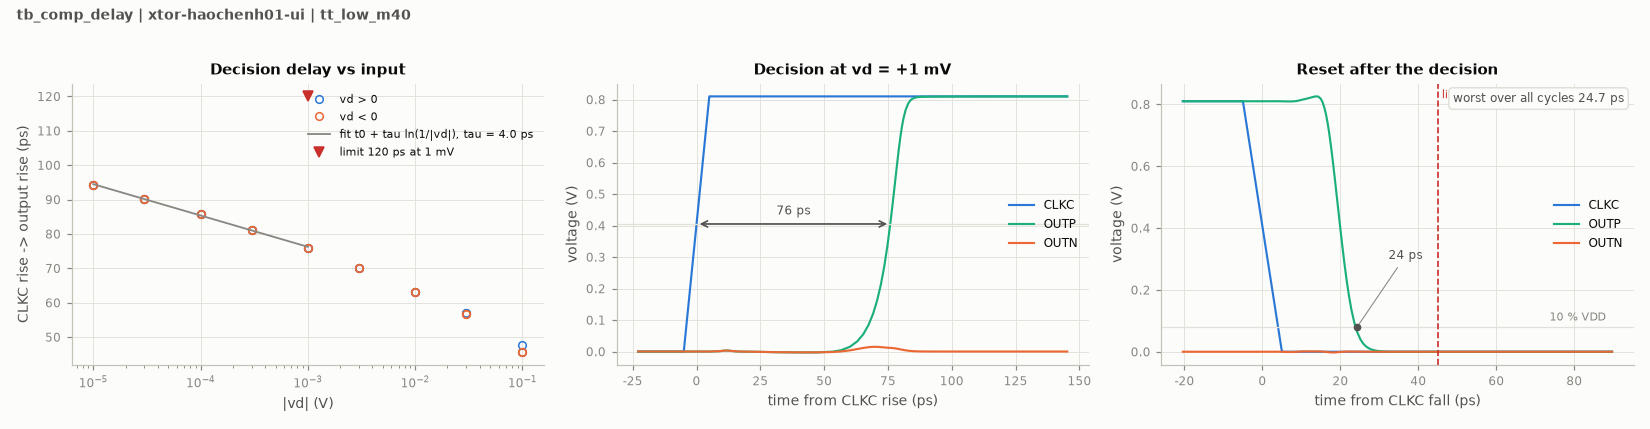 tb_comp_delay | xtor-haochenh01-ui | tt_low_m40
Decision delay vs input
CLKC rise -> output rise (ps)
120
110
100
90
80
70
60
50
vd > 0
vd < 0
fit t0 + tau ln(1/|vd|), tau = 4.0 ps
limit 120 ps at 1 mV
10⁻⁵
10⁻⁴
10⁻³
10⁻²
10⁻¹
|vd| (V)
Decision at vd = +1 mV
voltage (V)
0.8
0.7
0.6
0.5
0.4
0.3
0.2
0.1
0.0
76 ps
CLKC
OUTP
OUTN
-25
0
25
50
75
100
125
150
time from CLKC rise (ps)
Reset after the decision
voltage (V)
0.8
0.6
0.4
0.2
0.0
li
worst over all cycles 24.7 ps
CLKC
OUTP
OUTN
24 ps
10 % VDD
-20
0
20
40
60
80
time from CLKC fall (ps)